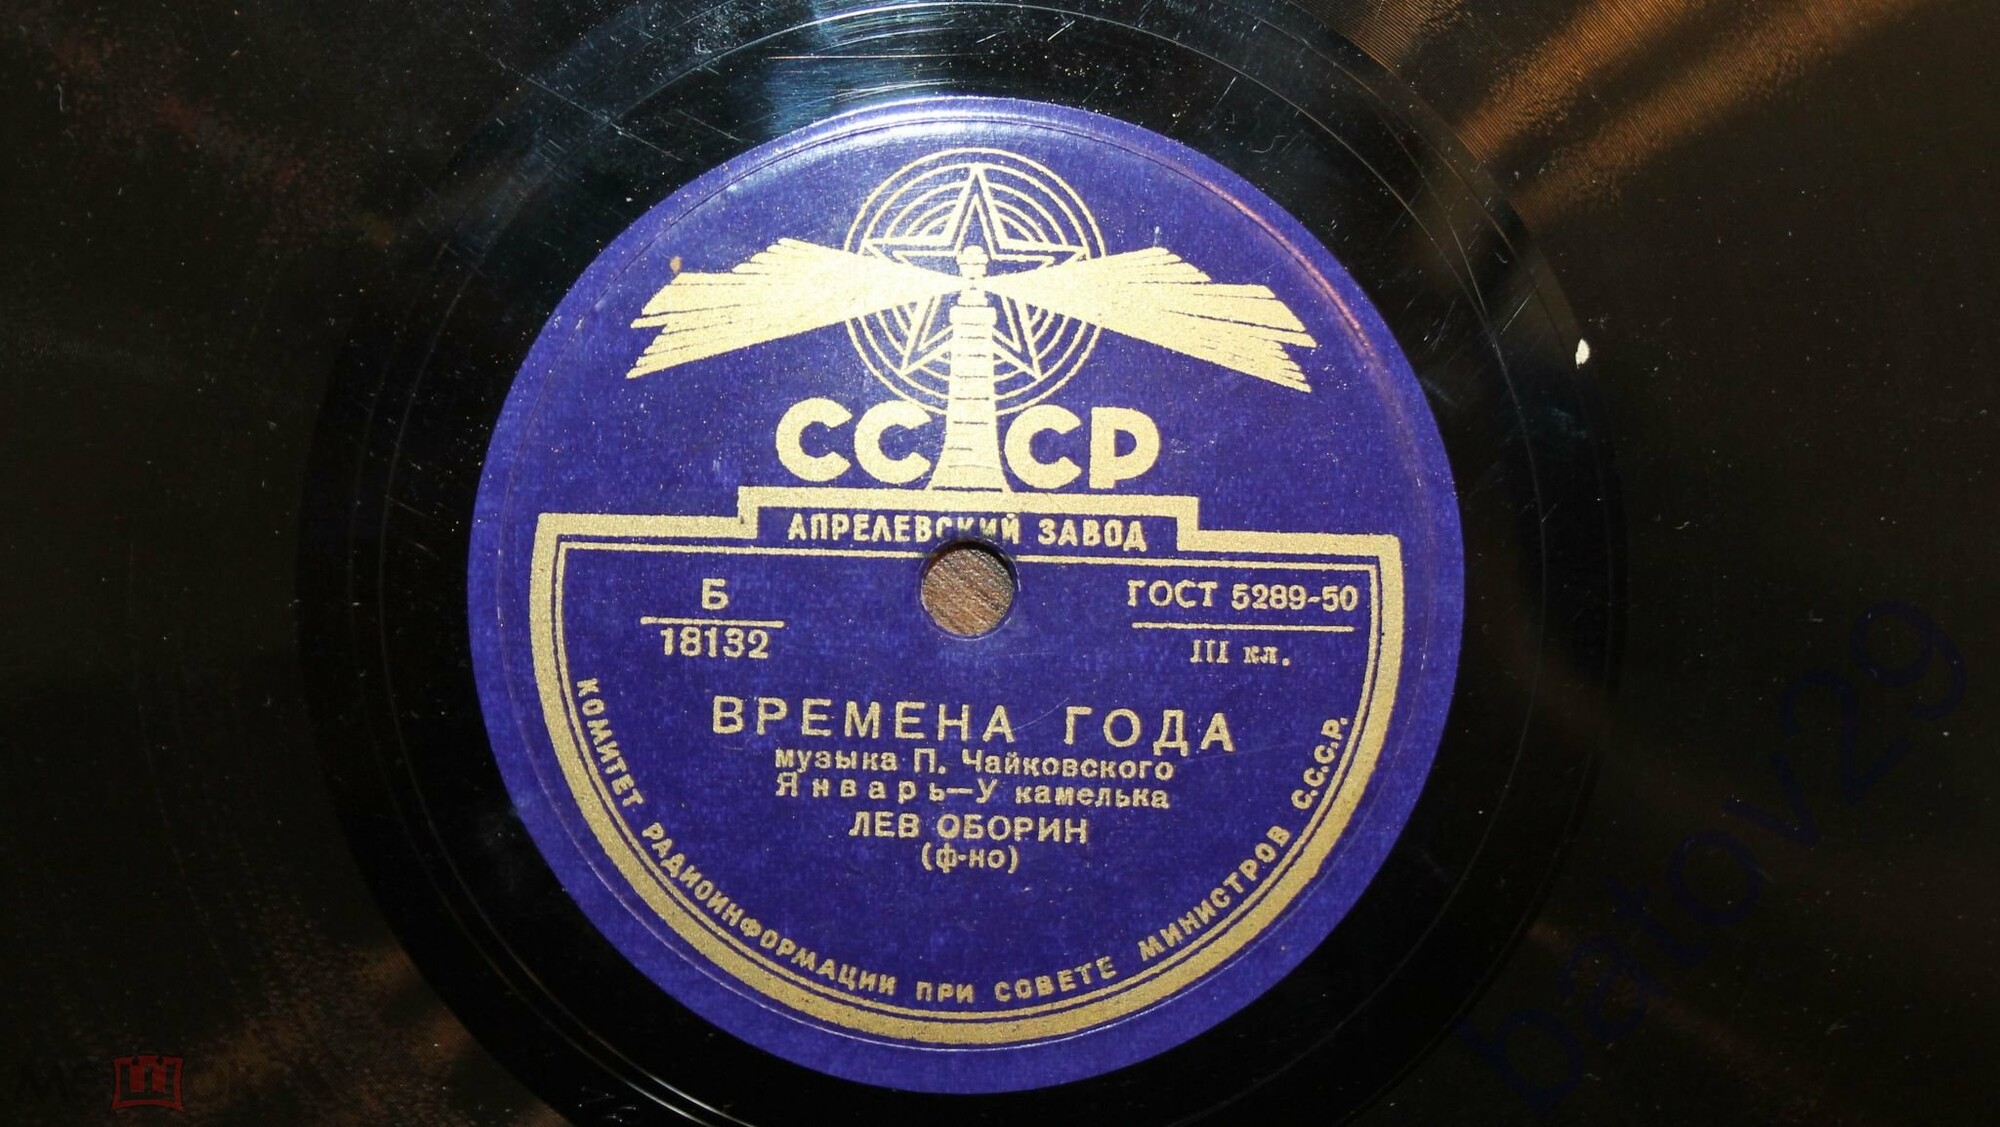 СССР
АПРЕЛЕВСКИЙ ЗАВОД
Б
18132
ГОСТ 5289-50
III кл.
ВРЕМЕНА ГОДА
музыка П. Чайковского
Январь—У камелька
ЛЕВ ОБОРИН
(ф-но)
КОМИТЕТ РАДИОИНФОРМАЦИИ ПРИ СОВЕТЕ МИНИСТРОВ С.С.С.Р.
batov29